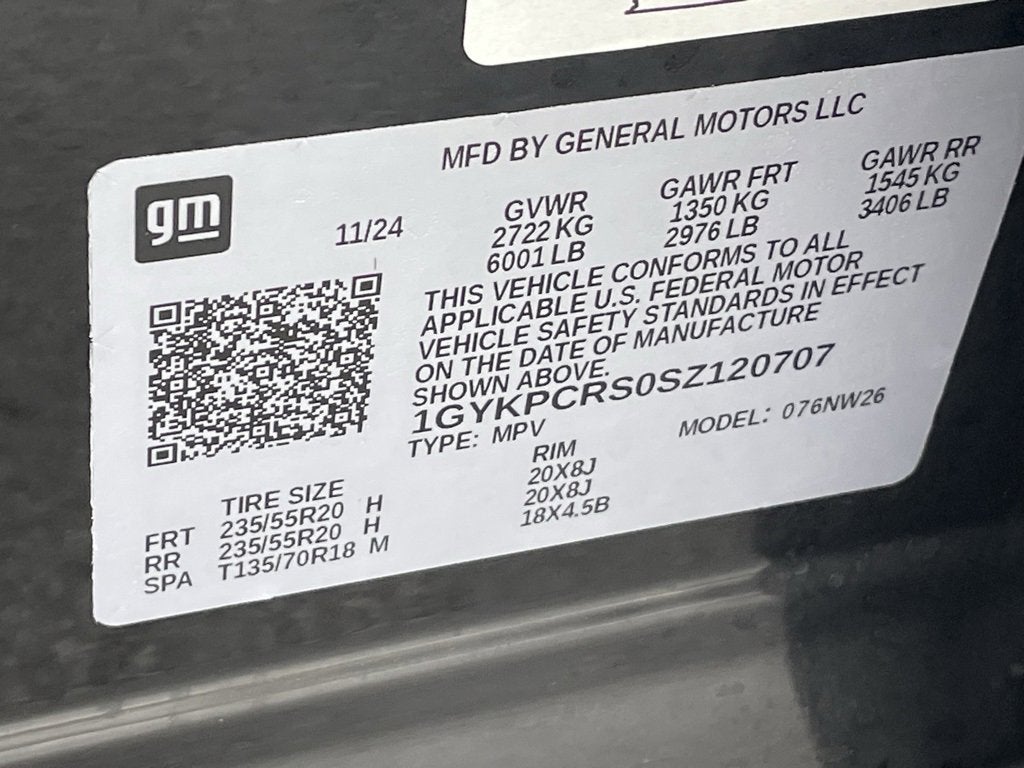 MFD BY GENERAL MOTORS LLC
gm
11/24
GVWR
2722 KG
6001 LB
GAWR FRT
1350 KG
2976 LB
GAWR RR
1545 KG
3406 LB
THIS VEHICLE CONFORMS TO ALL
APPLICABLE U.S. FEDERAL MOTOR
VEHICLE SAFETY STANDARDS IN EFFECT
ON THE DATE OF MANUFACTURE
SHOWN ABOVE.
1GYKPCRS0SZ120707
TYPE: MPV
MODEL: 076NW26
TIRE SIZE
RIM
FRT 235/55R20 H 20X8J
RR 235/55R20 H 20X8J
SPA T135/70R18 M 18X4.5B